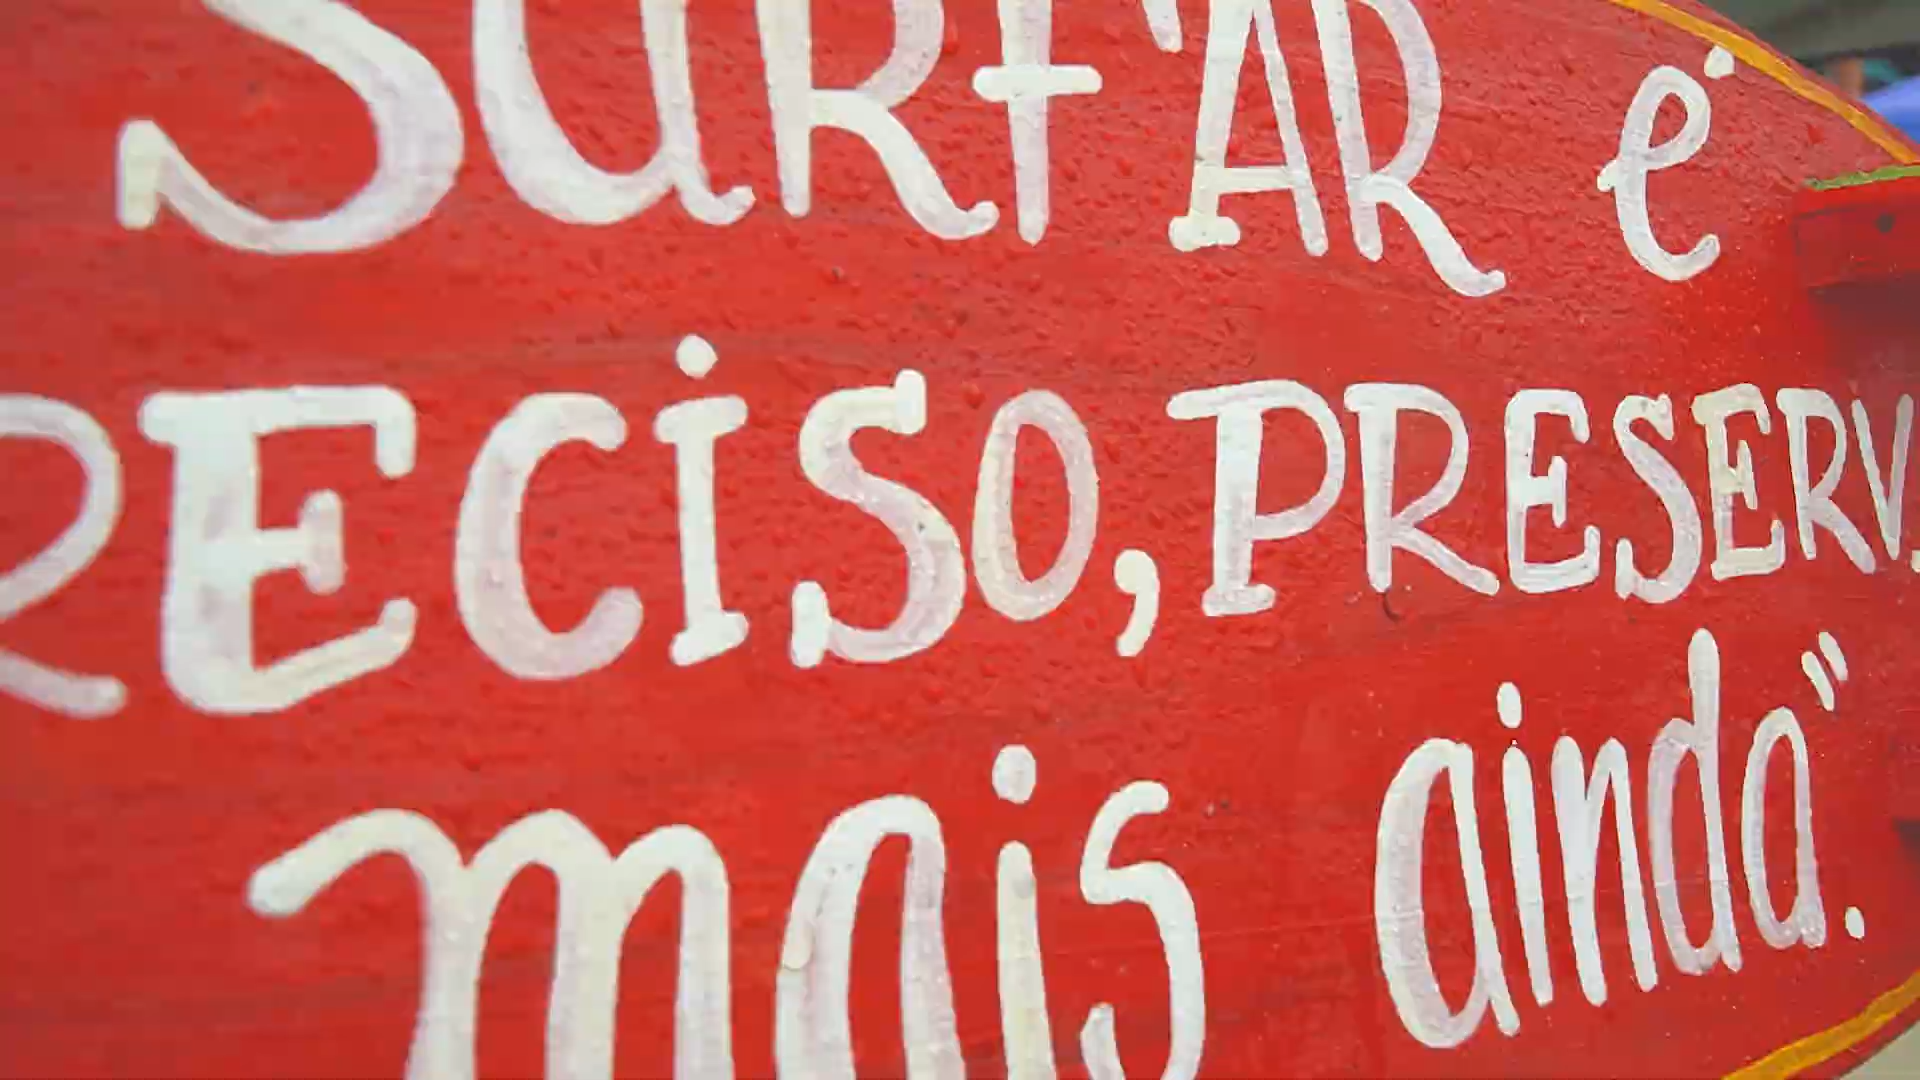 SURFAR é
RECISO, PRESERV
mais ainda".